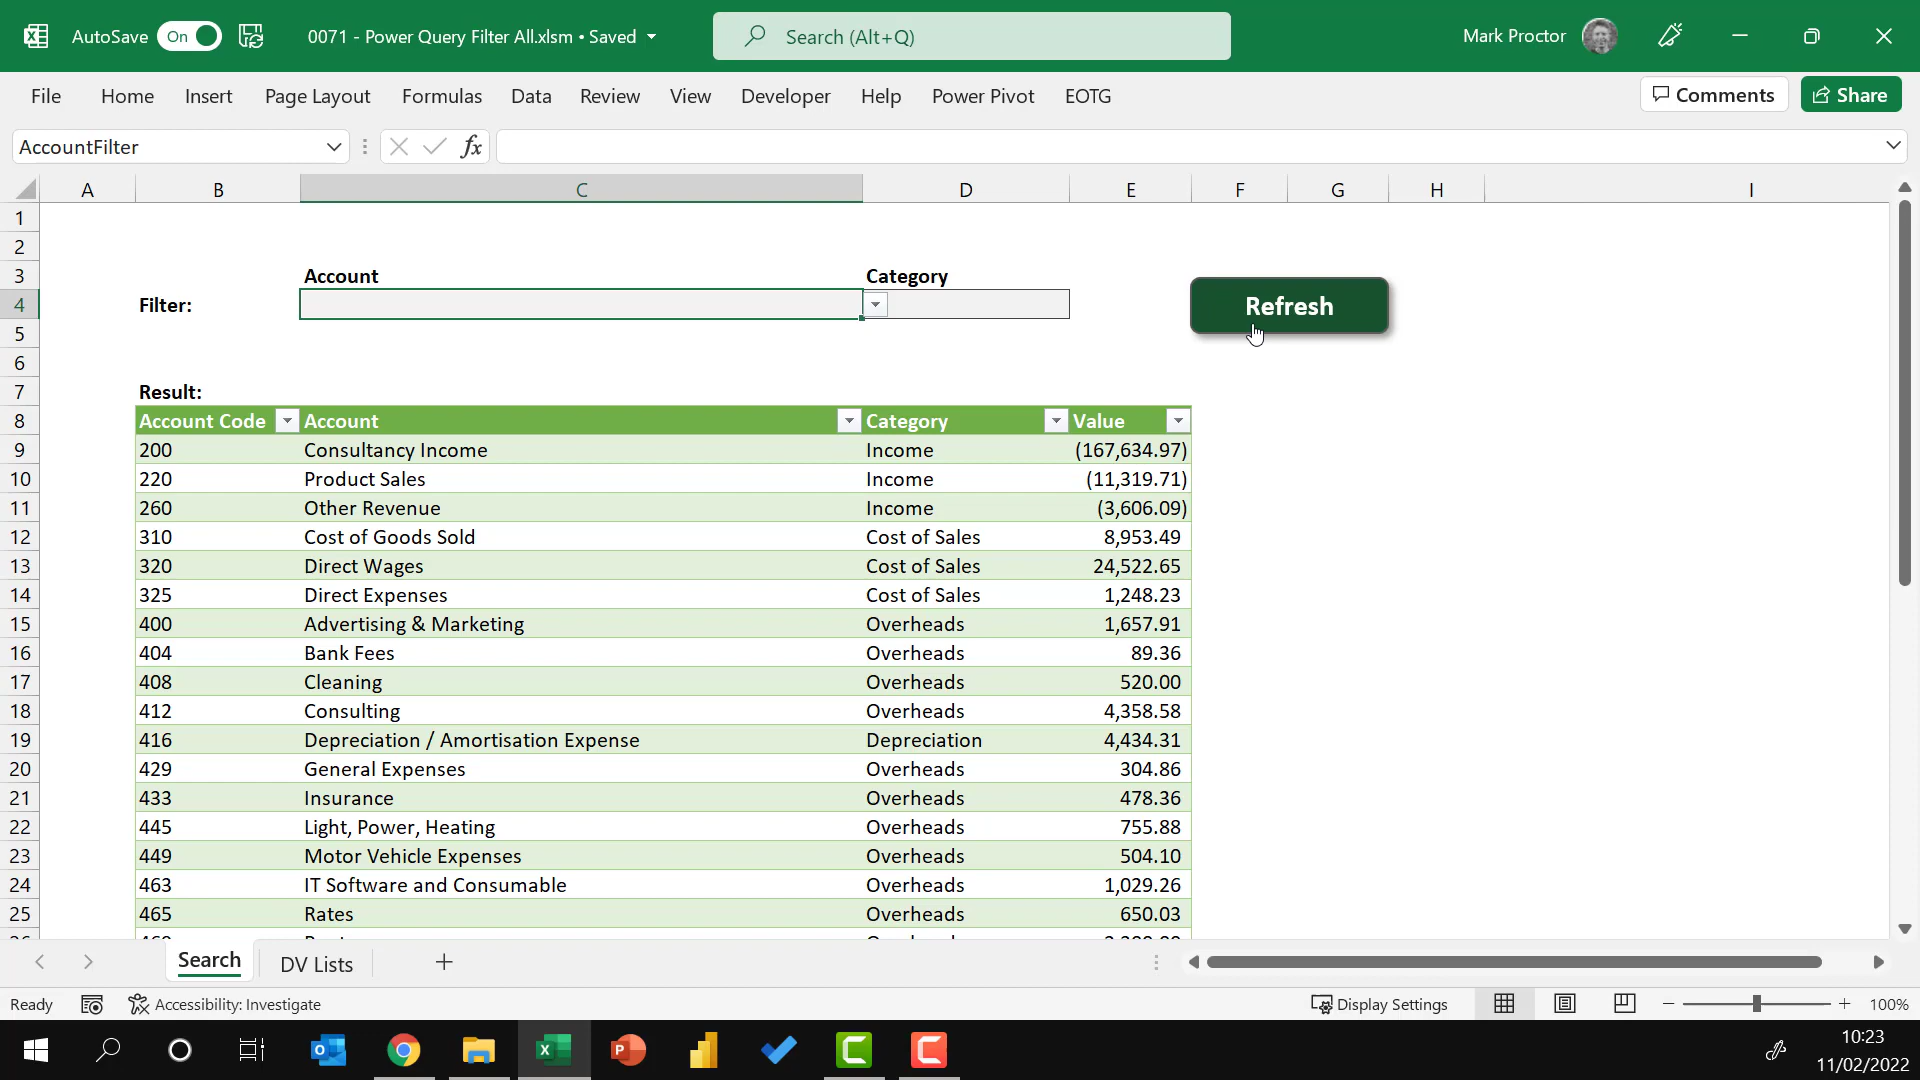 AutoSave On 0071 - Power Query Filter All.xlsm • Saved Search (Alt+Q) Mark Proctor
File Home Insert Page Layout Formulas Data Review View Developer Help Power Pivot EOTG Comments Share
AccountFilter fx
A B C D E F G H I
1
2
3 Account Category
4 Filter: Refresh
5
6
7 Result:
8 Account Code Account Category Value
9 200 Consultancy Income Income (167,634.97)
10 220 Product Sales Income (11,319.71)
11 260 Other Revenue Income (3,606.09)
12 310 Cost of Goods Sold Cost of Sales 8,953.49
13 320 Direct Wages Cost of Sales 24,522.65
14 325 Direct Expenses Cost of Sales 1,248.23
15 400 Advertising & Marketing Overheads 1,657.91
16 404 Bank Fees Overheads 89.36
17 408 Cleaning Overheads 520.00
18 412 Consulting Overheads 4,358.58
19 416 Depreciation / Amortisation Expense Depreciation 4,434.31
20 429 General Expenses Overheads 304.86
21 433 Insurance Overheads 478.36
22 445 Light, Power, Heating Overheads 755.88
23 449 Motor Vehicle Expenses Overheads 504.10
24 463 IT Software and Consumable Overheads 1,029.26
25 465 Rates Overheads 650.03
Search DV Lists
Ready Accessibility: Investigate Display Settings 100%
10:23
11/02/2022